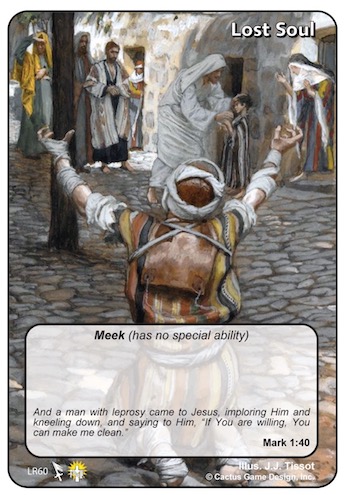 Lost Soul
Meek (has no special ability)
And a man with leprosy came to Jesus, imploring Him and
kneeling down, and saying to Him, "If You are willing, You
can make me clean."
Mark 1:40
LR60
Illus. J.J. Tissot
© Cactus Game Design, Inc.